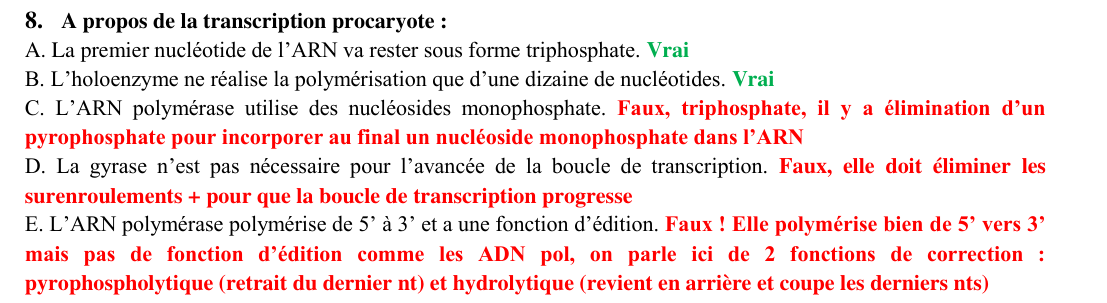 8. A propos de la transcription procaryote :
A. La premier nucléotide de l’ARN va rester sous forme triphosphate. Vrai
B. L’holoenzyme ne réalise la polymérisation que d’une dizaine de nucléotides. Vrai
C. L’ARN polymérase utilise des nucléosides monophosphate. Faux, triphosphate, il y a élimination d’un
pyrophosphate pour incorporer au final un nucléoside monophosphate dans l’ARN
D. La gyrase n’est pas nécessaire pour l’avancée de la boucle de transcription. Faux, elle doit éliminer les
surenroulements + pour que la boucle de transcription progresse
E. L’ARN polymérase polymérise de 5’ à 3’ et a une fonction d’édition. Faux ! Elle polymérise bien de 5’ vers 3’
mais pas de fonction d’édition comme les ADN pol, on parle ici de 2 fonctions de correction :
pyrophospholytique (retrait du dernier nt) et hydrolytique (revient en arrière et coupe les derniers nts)